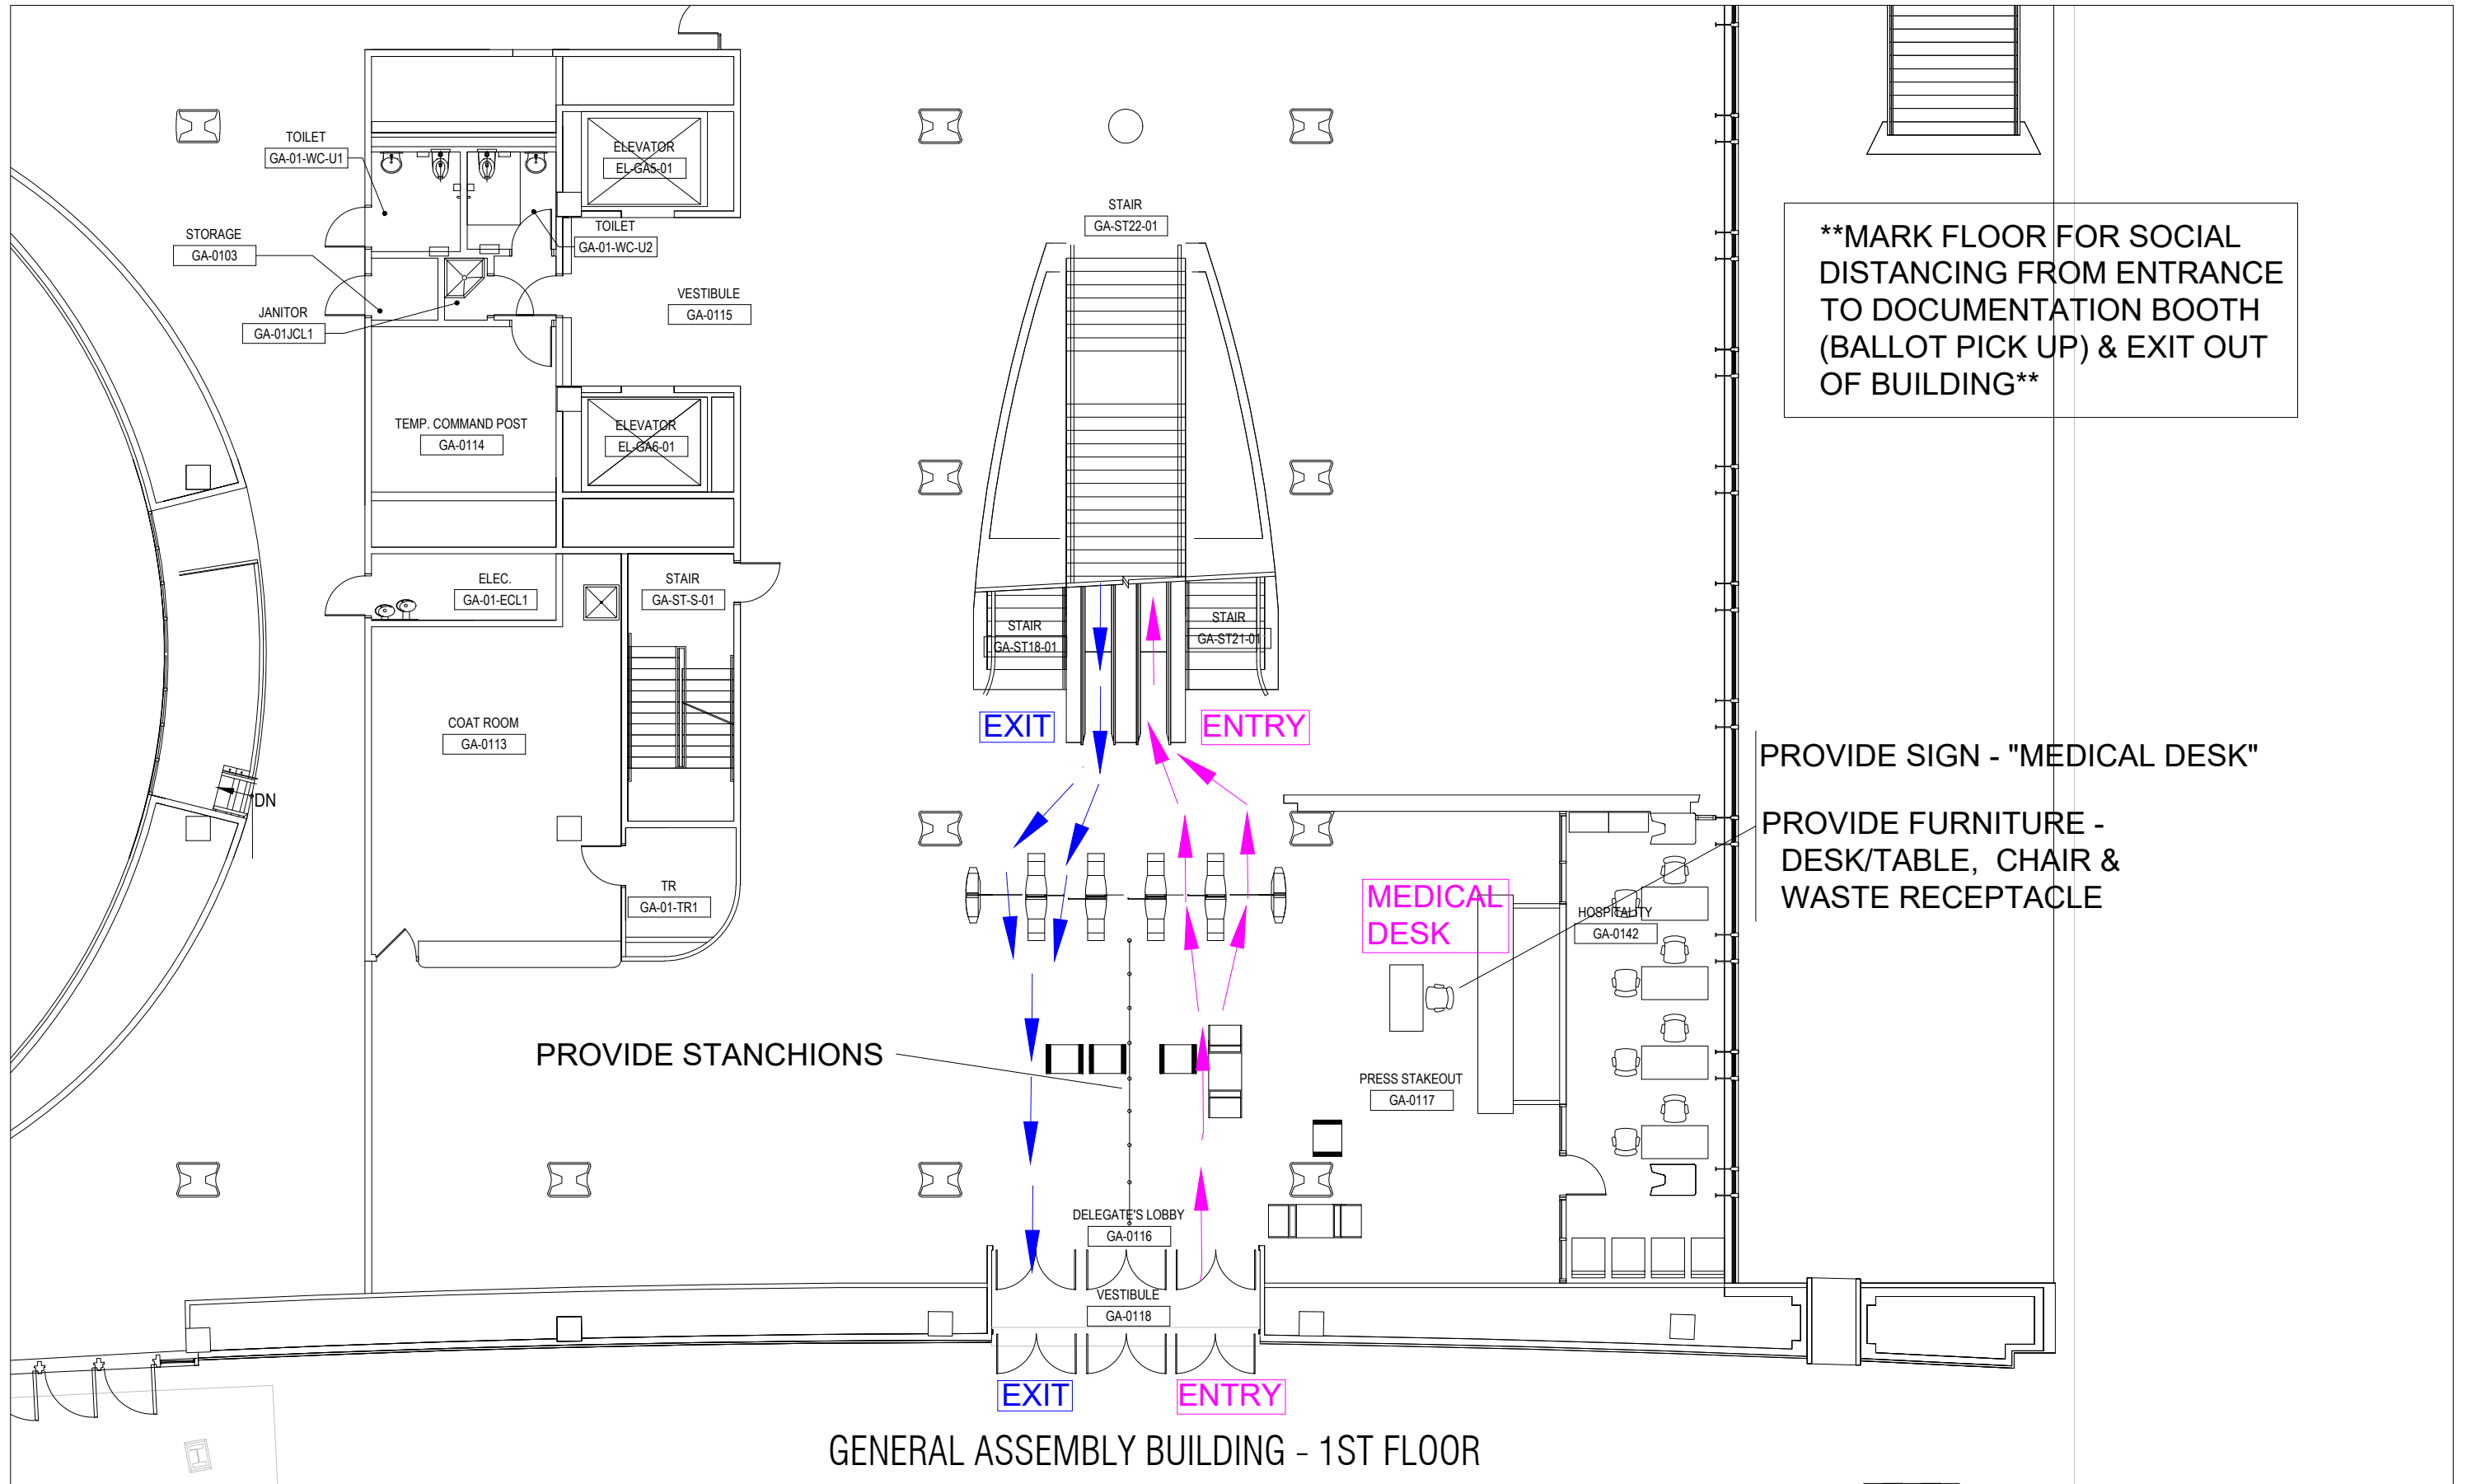 TOILET
GA-01-WC-U1
ELEVATOR
EL-GA5-01
STORAGE
GA-0103
TOILET
GA-01-WC-U2
JANITOR
GA-01JCL1
VESTIBULE
GA-0115
STAIR
GA-ST22-01
**MARK FLOOR FOR SOCIAL
DISTANCING FROM ENTRANCE
TO DOCUMENTATION BOOTH
(BALLOT PICK UP) & EXIT OUT
OF BUILDING**
TEMP. COMMAND POST
GA-0114
ELEVATOR
EL-GA6-01
ELEC.
GA-01-ECL1
STAIR
GA-ST-S-01
STAIR
GA-ST18-01
STAIR
GA-ST21-01
COAT ROOM
GA-0113
EXIT
ENTRY
PROVIDE SIGN - "MEDICAL DESK"
PROVIDE FURNITURE -
DESK/TABLE, CHAIR &
WASTE RECEPTACLE
DN
TR
GA-01-TR1
MEDICAL
DESK
HOSPITALITY
GA-0142
PROVIDE STANCHIONS
PRESS STAKEOUT
GA-0117
DELEGATE'S LOBBY
GA-0116
VESTIBULE
GA-0118
EXIT
ENTRY
GENERAL ASSEMBLY BUILDING - 1ST FLOOR